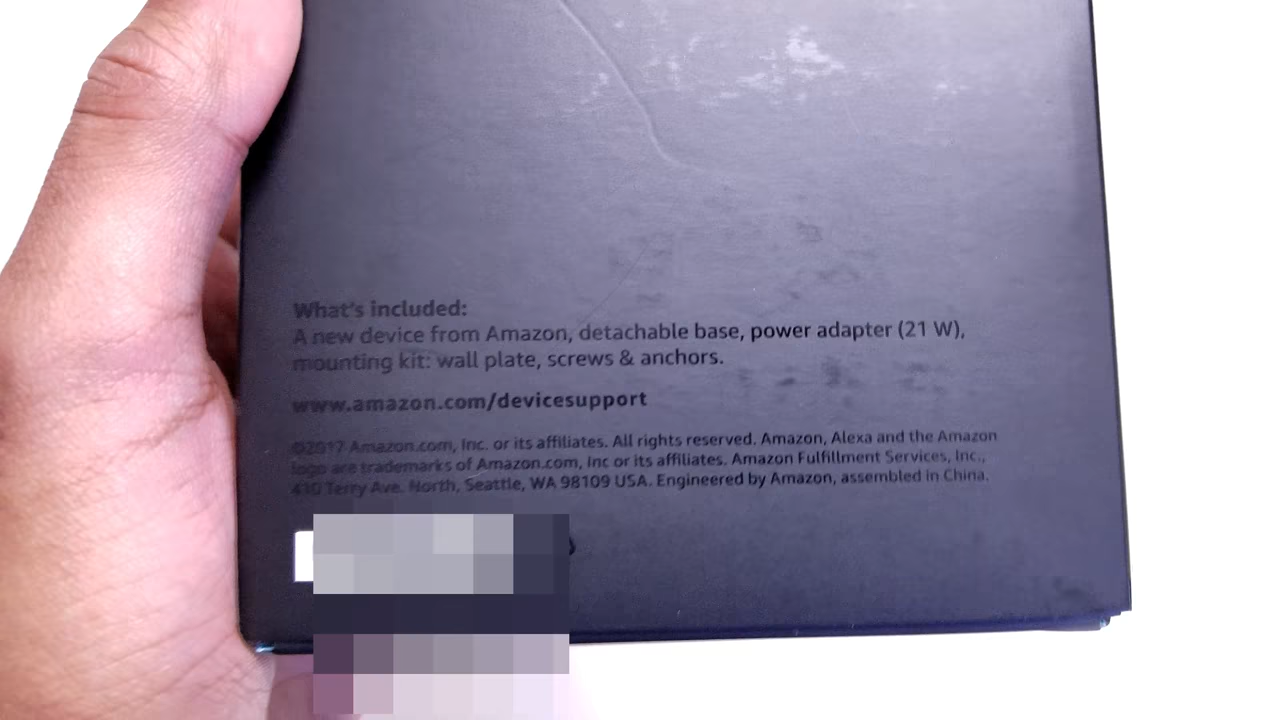 What's included:
A new device from Amazon, detachable base, power adapter (21 W),
mounting kit: wall plate, screws & anchors.
www.amazon.com/devicesupport
©2017 Amazon.com, Inc. or its affiliates. All rights reserved. Amazon, Alexa and the Amazon
logo are trademarks of Amazon.com, Inc or its affiliates. Amazon Fulfillment Services, Inc.,
410 Terry Ave. North, Seattle, WA 98109 USA. Engineered by Amazon, assembled in China.